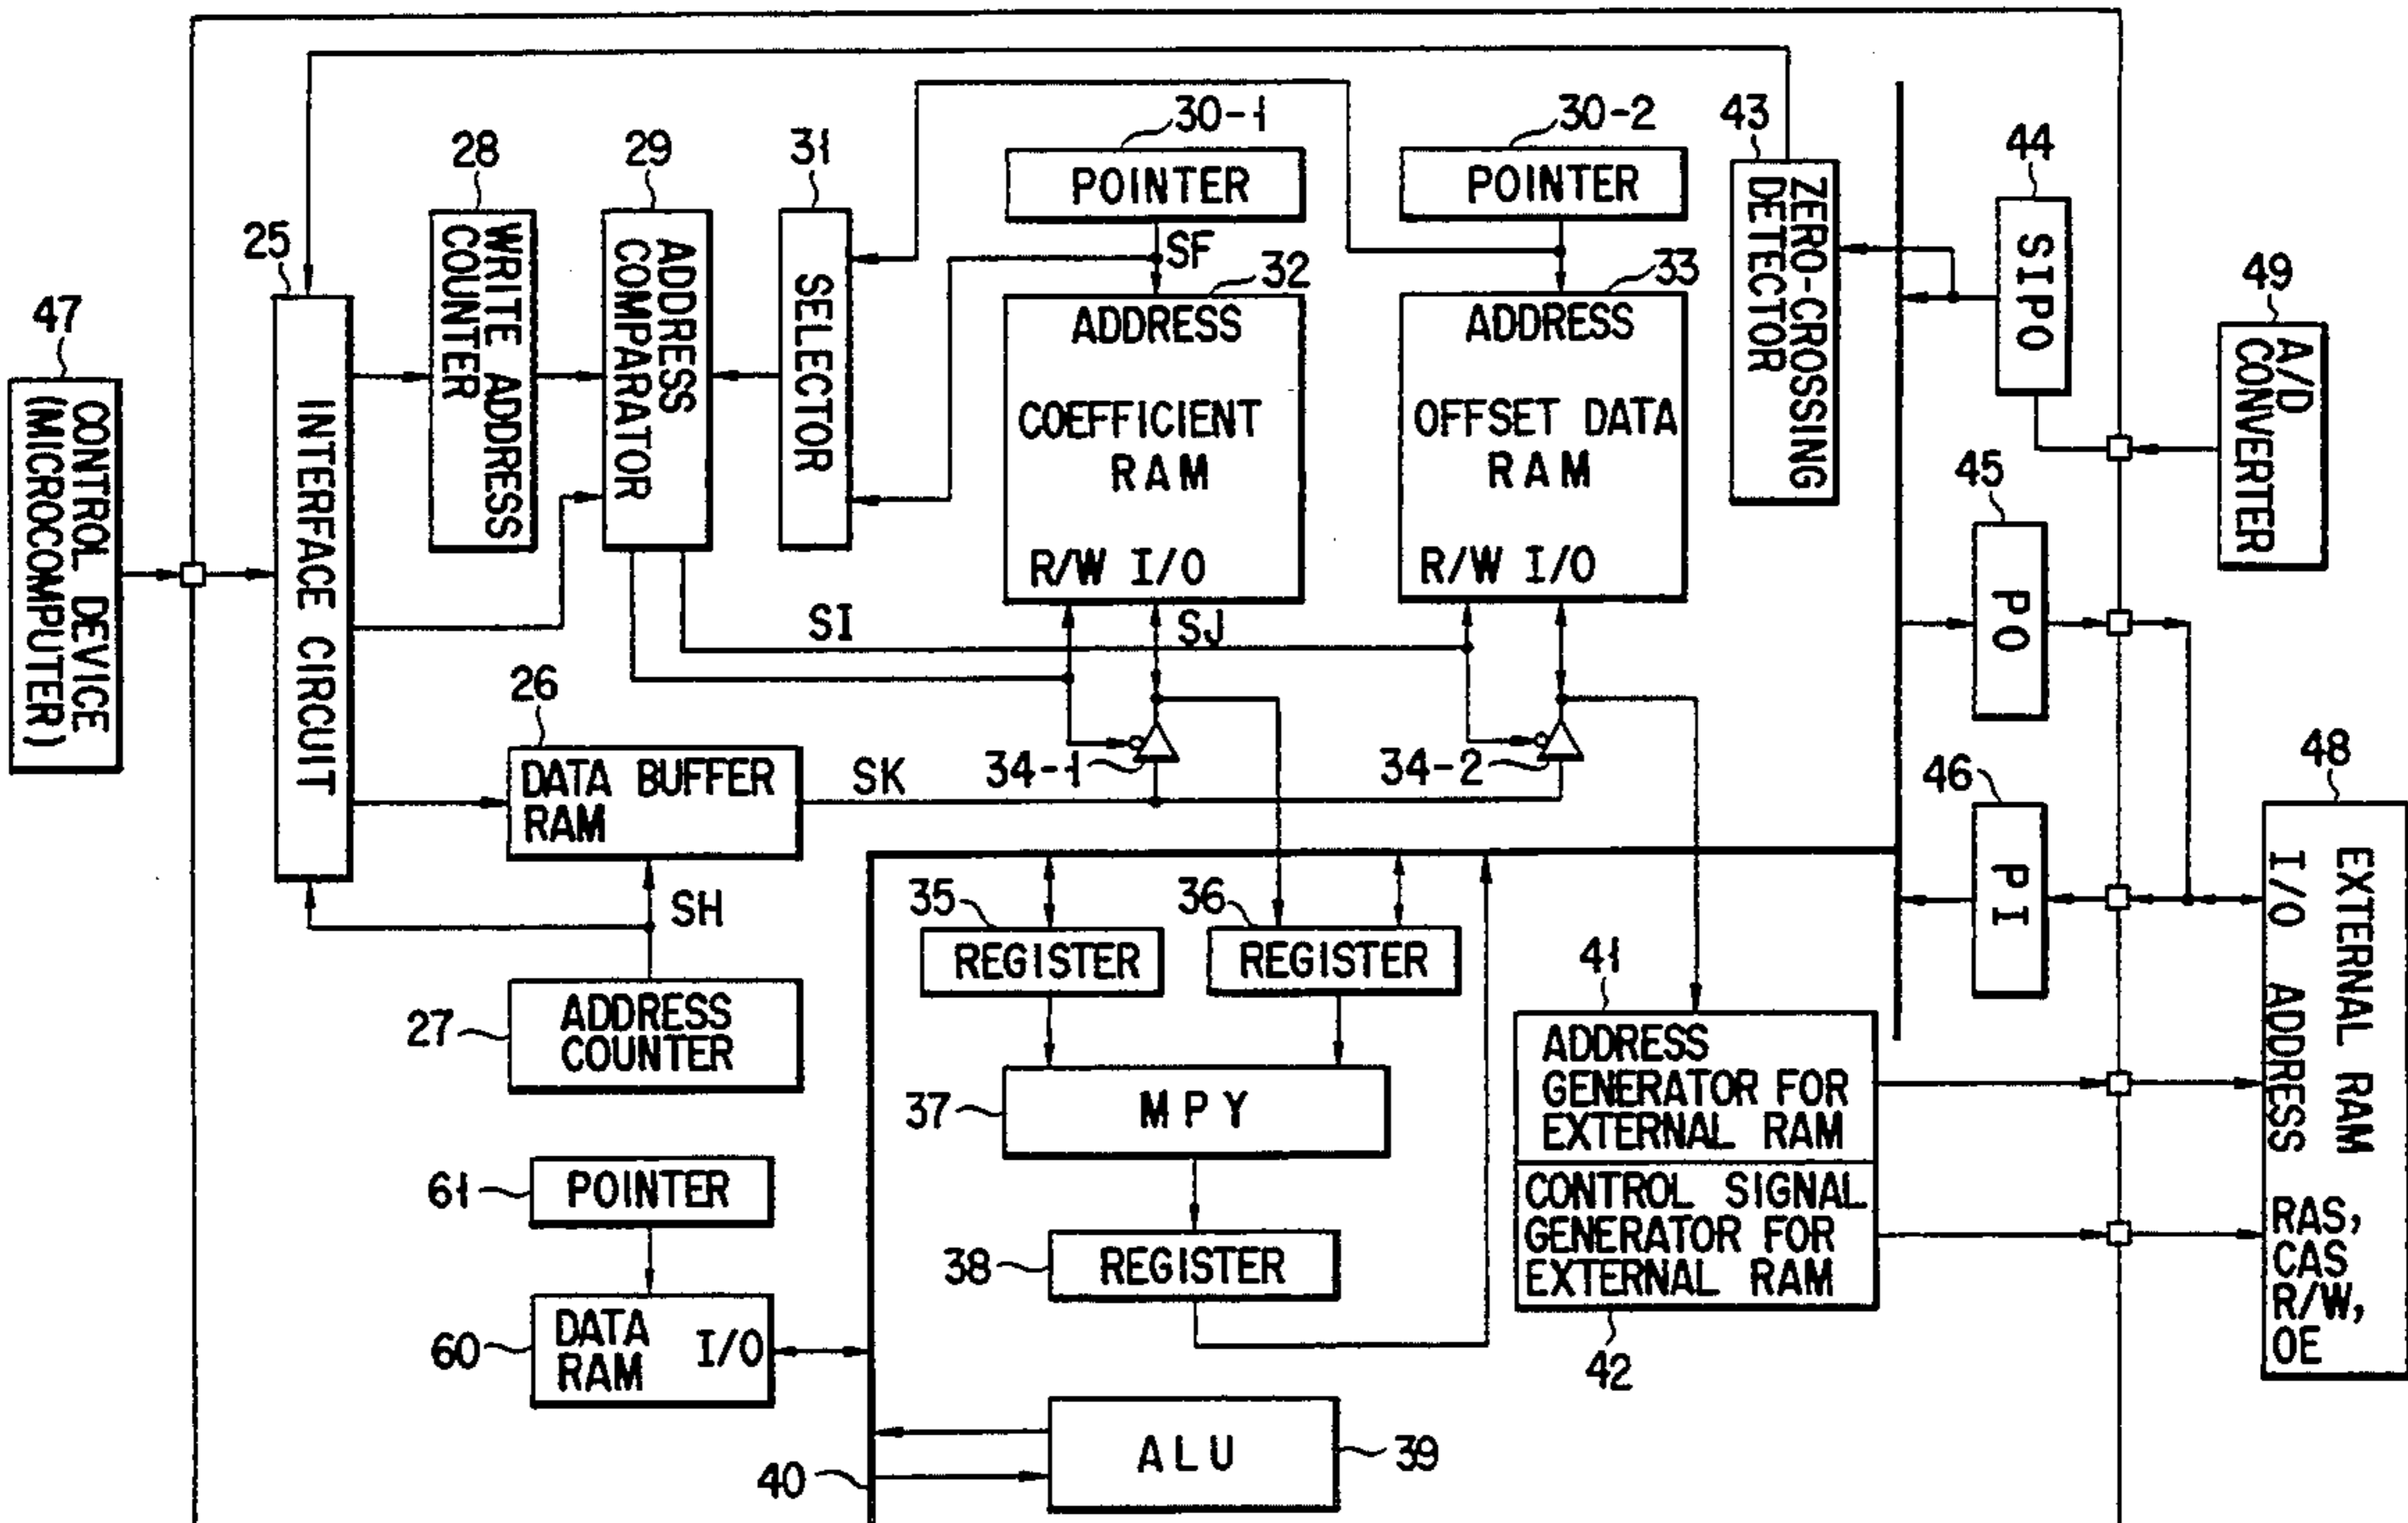 30-1
30-2
43
44
28
29
31
POINTER
POINTER
ZERO-CROSSING
DETECTOR
SIPO
49
A/D
CONVERTER
25
47
WRITE ADDRESS
COUNTER
ADDRESS
COMPARATOR
SELECTOR
SF
32
33
ADDRESS
COEFFICIENT
RAM
R/W I/O
ADDRESS
OFFSET DATA
RAM
R/W I/O
CONTROL DEVICE
(MICROCOMPUTER)
INTERFACE CIRCUIT
45
PO
SI
SJ
26
DATA BUFFER
RAM
SK
34-1
34-2
46
PI
48
EXTERNAL RAM
I/O ADDRESS
RAS,
CAS
R/W,
OE
SH
35
36
REGISTER
REGISTER
41
27
ADDRESS
COUNTER
ADDRESS
GENERATOR FOR
EXTERNAL RAM
37
MPY
61
POINTER
CONTROL SIGNAL
GENERATOR FOR
EXTERNAL RAM
38
REGISTER
42
60
DATA
RAM
I/O
40
ALU
39